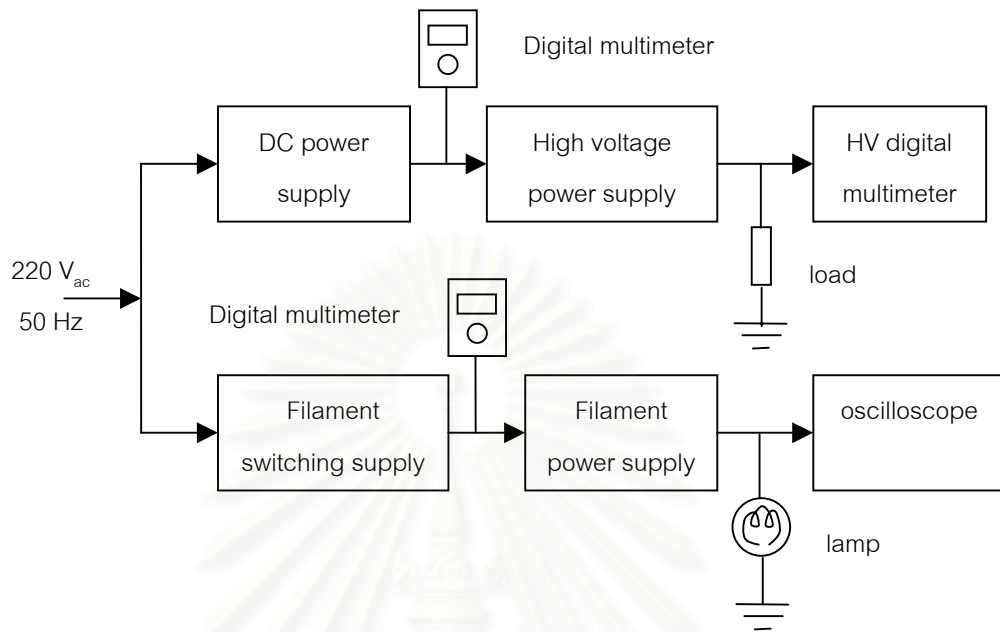 Digital multimeter
DC power
supply
High voltage
power supply
HV digital
multimeter
220 Vac
50 Hz
load
Digital multimeter
Filament
switching supply
Filament
power supply
oscilloscope
lamp